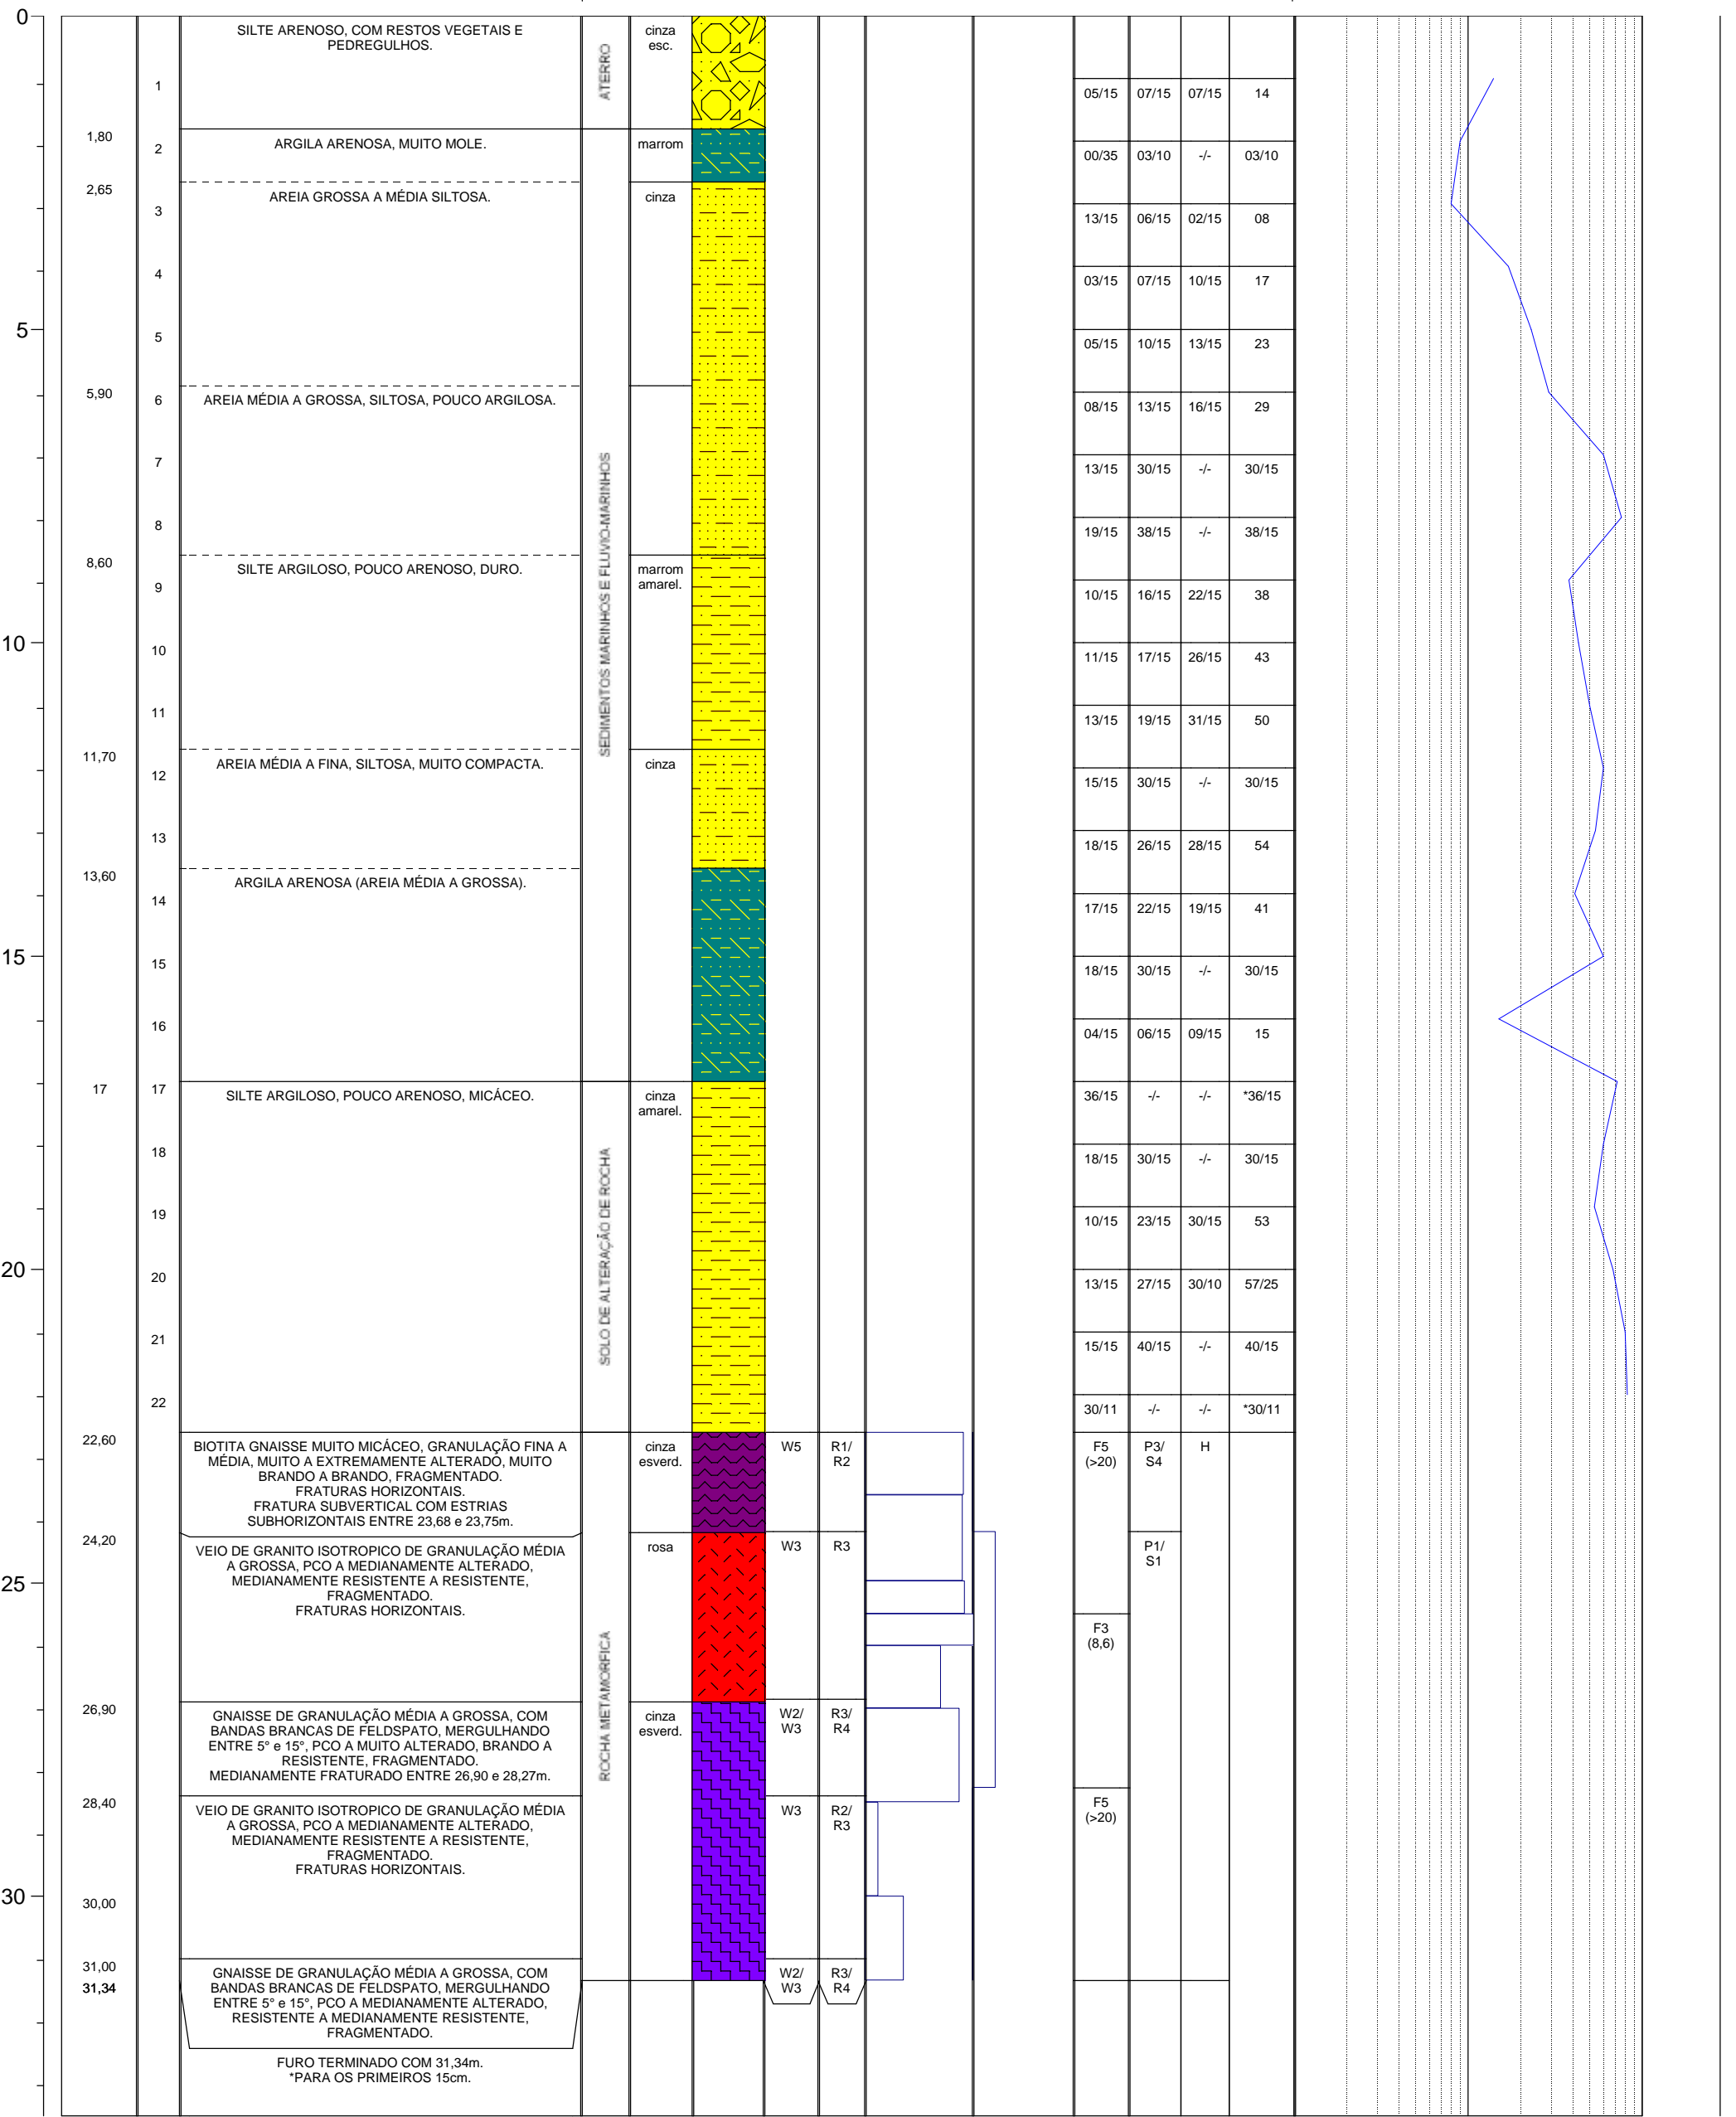 0
SILTE ARENOSO, COM RESTOS VEGETAIS E
PEDREGULHOS.
ATERRO
cinza
esc.
1
05/15 07/15 07/15 14
1,80
2
ARGILA ARENOSA, MUITO MOLE.
marrom
00/35 03/10 -/- 03/10
2,65
AREIA GROSSA A MÉDIA SILTOSA.
cinza
3
13/15 06/15 02/15 08
4
03/15 07/15 10/15 17
5
5
05/15 10/15 13/15 23
5,90
6
AREIA MÉDIA A GROSSA, SILTOSA, POUCO ARGILOSA.
08/15 13/15 16/15 29
7
13/15 30/15 -/- 30/15
SEDIMENTOS MARINHOS E FLUVIO-MARINHOS
8
19/15 38/15 -/- 38/15
8,60
SILTE ARGILOSO, POUCO ARENOSO, DURO.
marrom
amarel.
9
10/15 16/15 22/15 38
10
10
11/15 17/15 26/15 43
11
13/15 19/15 31/15 50
11,70
AREIA MÉDIA A FINA, SILTOSA, MUITO COMPACTA.
cinza
12
15/15 30/15 -/- 30/15
13
18/15 26/15 28/15 54
13,60
ARGILA ARENOSA (AREIA MÉDIA A GROSSA).
14
17/15 22/15 19/15 41
15
15
18/15 30/15 -/- 30/15
16
04/15 06/15 09/15 15
17
17
SILTE ARGILOSO, POUCO ARENOSO, MICÁCEO.
cinza
amarel.
36/15 -/- -/- *36/15
18
18/15 30/15 -/- 30/15
SOLO DE ALTERAÇÃO DE ROCHA
19
10/15 23/15 30/15 53
20
20
13/15 27/15 30/10 57/25
21
15/15 40/15 -/- 40/15
22
30/11 -/- -/- *30/11
22,60
BIOTITA GNAISSE MUITO MICÁCEO, GRANULAÇÃO FINA A
MÉDIA, MUITO A EXTREMAMENTE ALTERADO, MUITO
BRANDO A BRANDO, FRAGMENTADO.
FRATURAS HORIZONTAIS.
FRATURA SUBVERTICAL COM ESTRIAS
SUBHORIZONTAIS ENTRE 23,68 e 23,75m.
cinza
esverd.
W5
R1/
R2
F5
(>20)
P3/
S4
H
24,20
VEIO DE GRANITO ISOTROPICO DE GRANULAÇÃO MÉDIA
A GROSSA, PCO A MEDIANAMENTE ALTERADO,
MEDIANAMENTE RESISTENTE A RESISTENTE,
FRAGMENTADO.
FRATURAS HORIZONTAIS.
rosa
W3
R3
P1/
S1
25
F3
(8,6)
ROCHA METAMORFICA
26,90
GNAISSE DE GRANULAÇÃO MÉDIA A GROSSA, COM
BANDAS BRANCAS DE FELDSPATO, MERGULHANDO
ENTRE 5° e 15°, PCO A MUITO ALTERADO, BRANDO A
RESISTENTE, FRAGMENTADO.
MEDIANAMENTE FRATURADO ENTRE 26,90 e 28,27m.
cinza
esverd.
W2/
W3
R3/
R4
28,40
VEIO DE GRANITO ISOTROPICO DE GRANULAÇÃO MÉDIA
A GROSSA, PCO A MEDIANAMENTE ALTERADO,
MEDIANAMENTE RESISTENTE A RESISTENTE,
FRAGMENTADO.
FRATURAS HORIZONTAIS.
W3
R2/
R3
F5
(>20)
30
30,00
31,00
31,34
GNAISSE DE GRANULAÇÃO MÉDIA A GROSSA, COM
BANDAS BRANCAS DE FELDSPATO, MERGULHANDO
ENTRE 5° e 15°, PCO A MEDIANAMENTE ALTERADO,
RESISTENTE A MEDIANAMENTE RESISTENTE,
FRAGMENTADO.
W2/
W3
R3/
R4
FURO TERMINADO COM 31,34m.
*PARA OS PRIMEIROS 15cm.